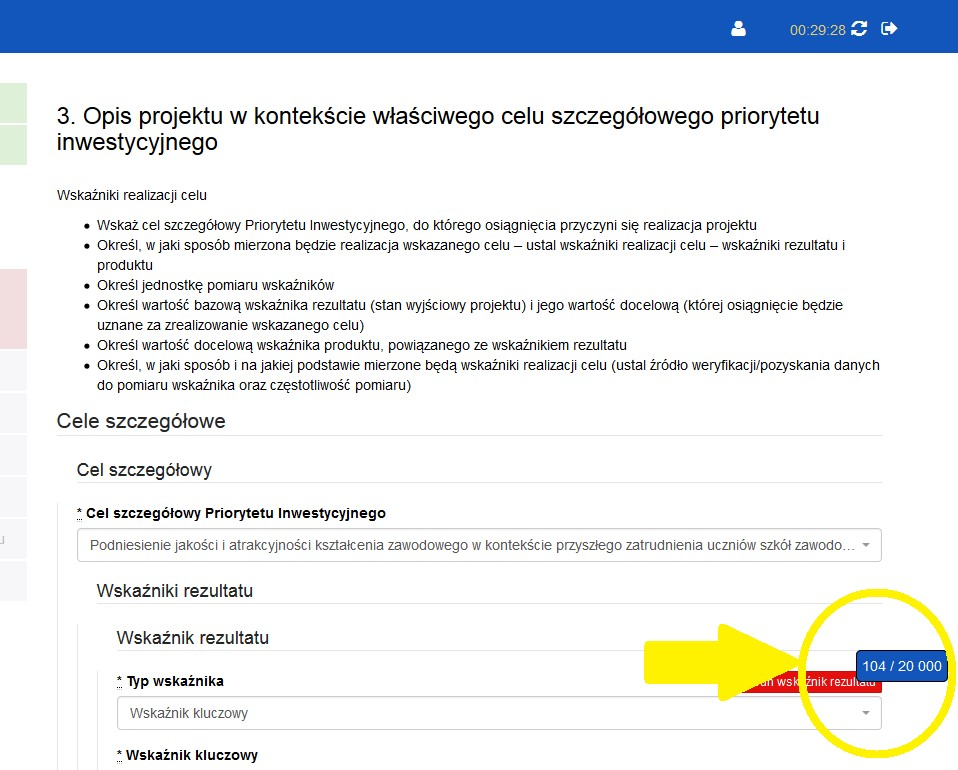 00:29:28
3. Opis projektu w kontekście właściwego celu szczegółowego priorytetu
inwestycyjnego
Wskaźniki realizacji celu
Wskaż cel szczegółowy Priorytetu Inwestycyjnego, do którego osiągnięcia przyczyni się realizacja projektu
Określ, w jaki sposób mierzona będzie realizacja wskazanego celu – ustal wskaźniki realizacji celu – wskaźniki rezultatu i
produktu
Określ jednostkę pomiaru wskaźników
Określ wartość bazową wskaźnika rezultatu (stan wyjściowy projektu) i jego wartość docelową (której osiągnięcie będzie
uznane za zrealizowanie wskazanego celu)
Określ wartość docelową wskaźnika produktu, powiązanego ze wskaźnikiem rezultatu
Określ, w jaki sposób i na jakiej podstawie mierzone będą wskaźniki realizacji celu (ustal źródło weryfikacji/pozyskania danych
do pomiaru wskaźnika oraz częstotliwość pomiaru)
Cele szczegółowe
Cel szczegółowy
* Cel szczegółowy Priorytetu Inwestycyjnego
Podniesienie jakości i atrakcyjności kształcenia zawodowego w kontekście przyszłego zatrudnienia uczniów szkół zawodo...
Wskaźniki rezultatu
Wskaźnik rezultatu
104 / 20 000
* Typ wskaźnika
wskaźnik rezultatu
Wskaźnik kluczowy
* Wskaźnik kluczowy